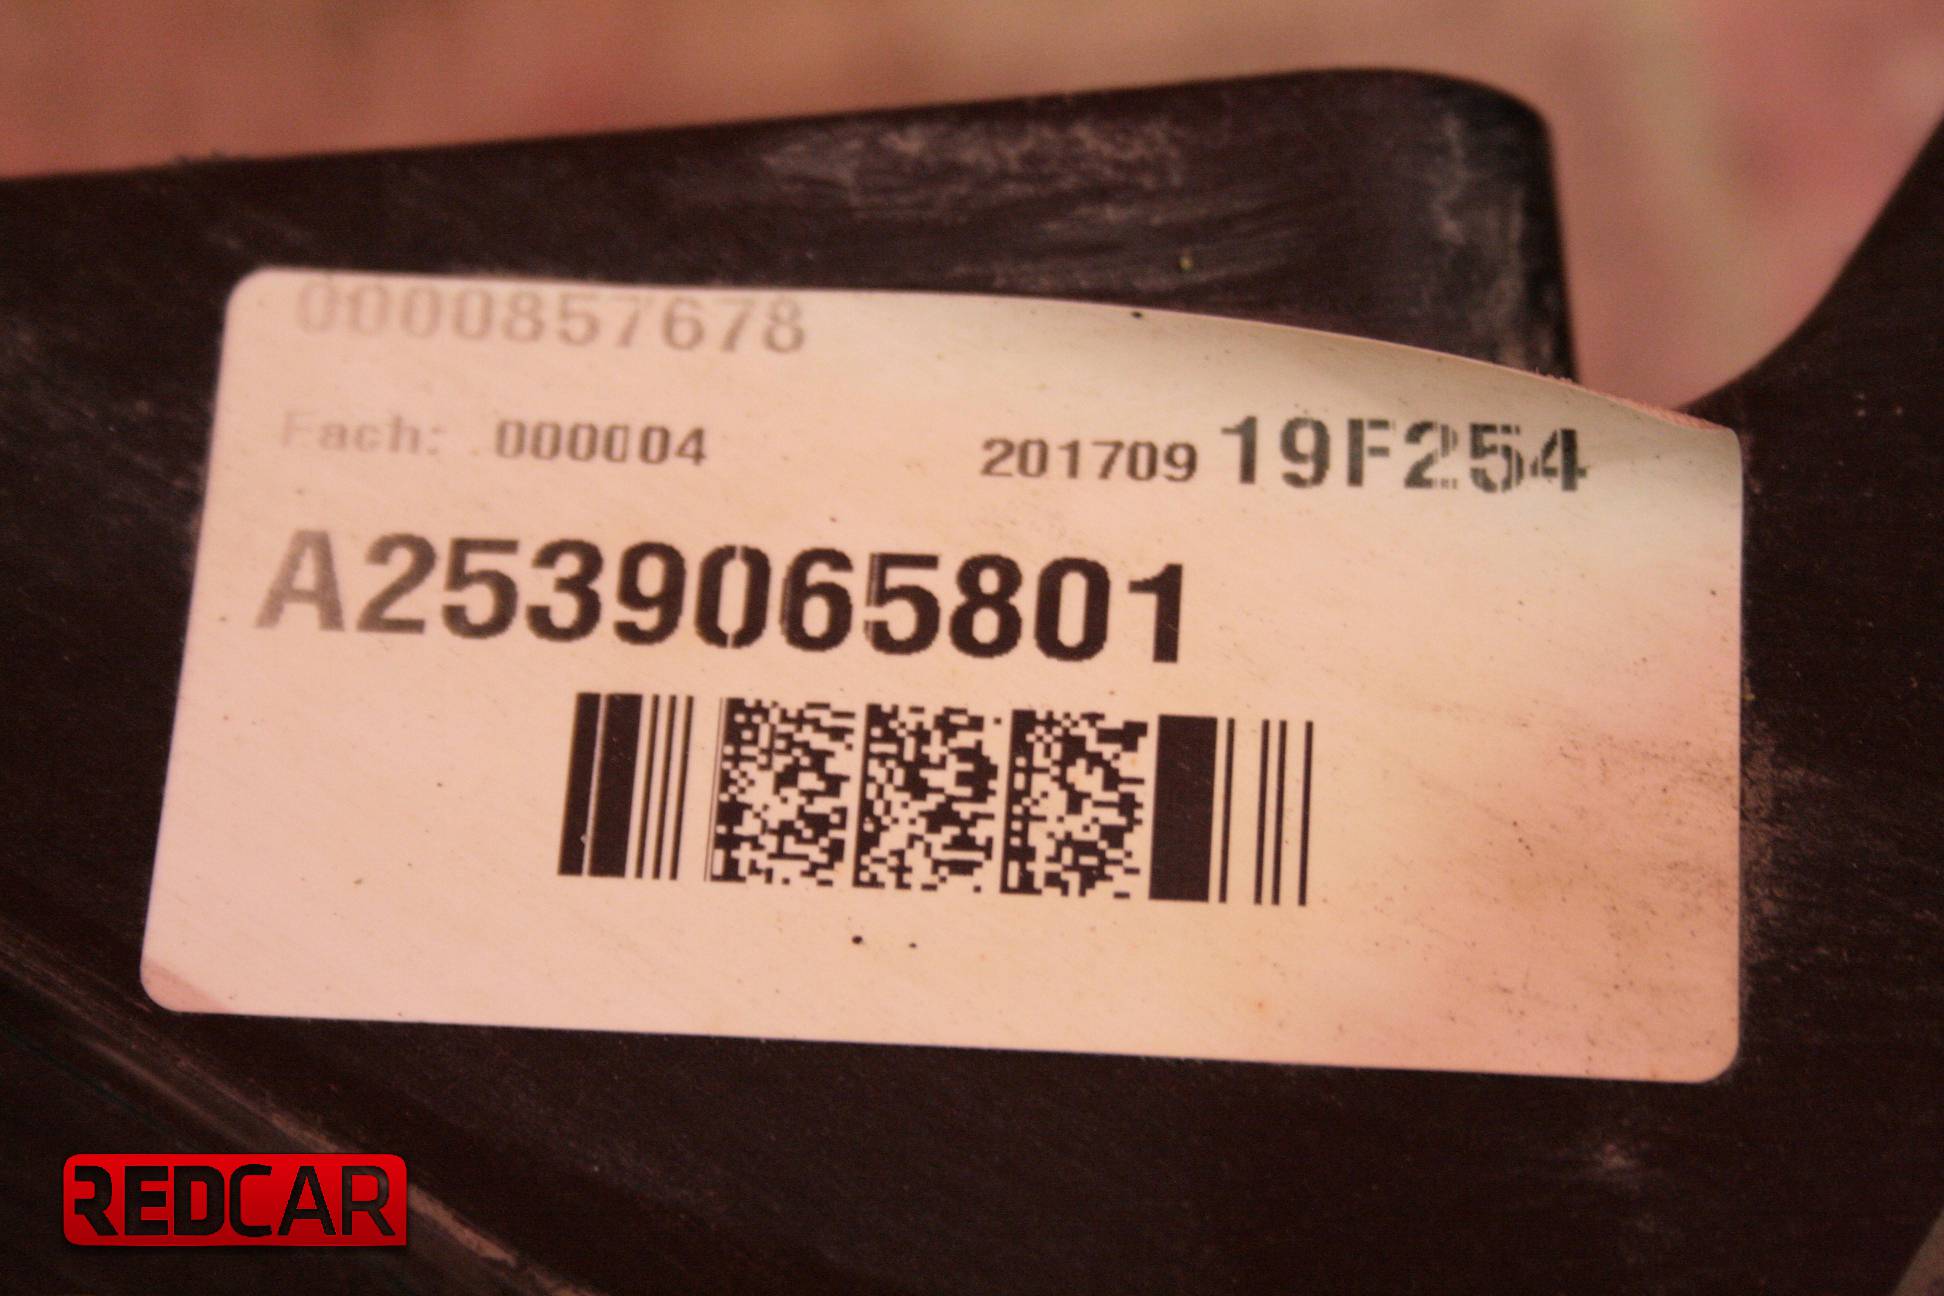 0000857678
Fach: 000004 201709 19F254
A2539065801
REDCAR